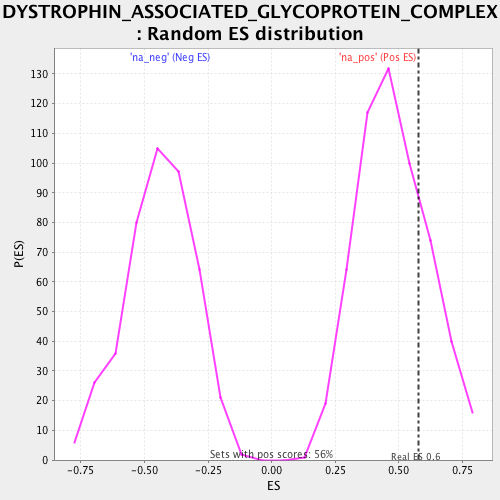 DYSTROPHIN_ASSOCIATED_GLYCOPROTEIN_COMPLEX
: Random ES distribution
'na_neg' (Neg ES)
'na_pos' (Pos ES)
130
120
110
100
90
80
70
60
50
40
30
20
10
0
P(ES)
Sets with pos scores: 56%
Real ES 0.6
-0.75
-0.50
-0.25
0.00
0.25
0.50
0.75
ES